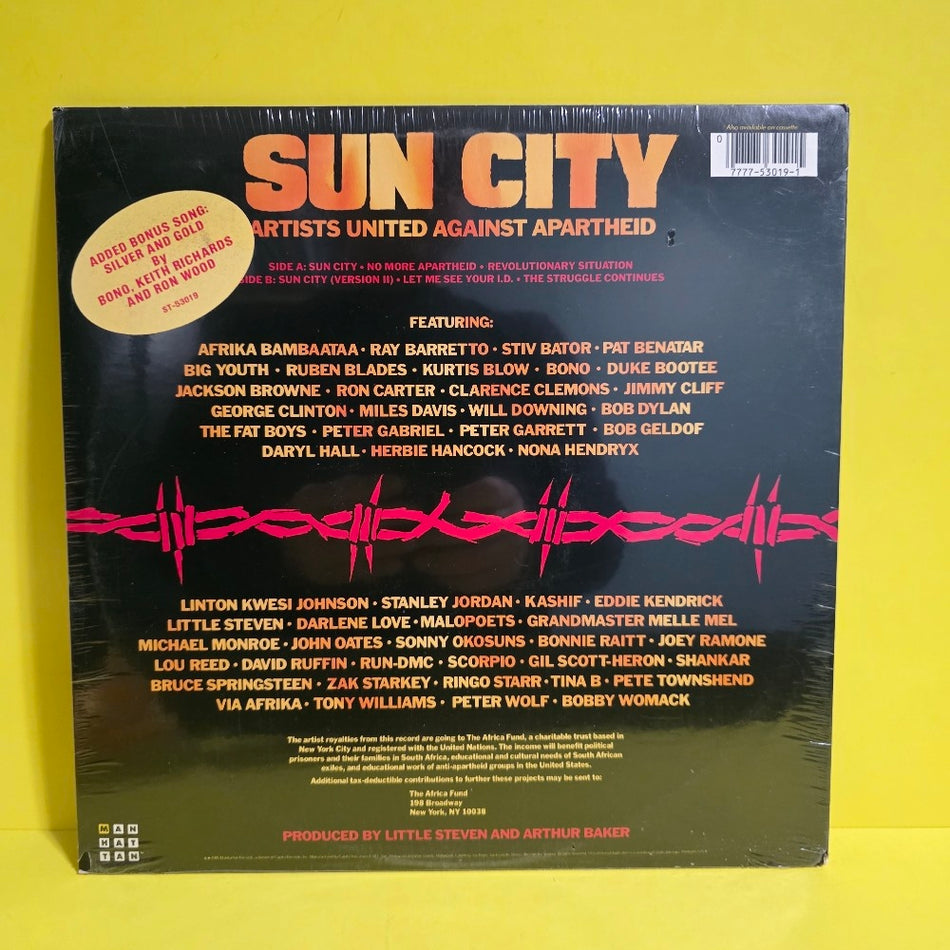 Also available on cassette
0
7777-53019-1
SUN CITY
ARTISTS UNITED AGAINST APARTHEID
ADDED BONUS SONG:
SILVER AND GOLD
by
BONO, KEITH RICHARDS
AND RON WOOD
ST-53019
SIDE A: SUN CITY • NO MORE APARTHEID • REVOLUTIONARY SITUATION
SIDE B: SUN CITY (VERSION II) • LET ME SEE YOUR I.D. • THE STRUGGLE CONTINUES
FEATURING:
AFRIKA BAMBAATAA • RAY BARRETTO • STIV BATOR • PAT BENATAR
BIG YOUTH • RUBEN BLADES • KURTIS BLOW • BONO • DUKE BOOTEE
JACKSON BROWNE • RON CARTER • CLARENCE CLEMONS • JIMMY CLIFF
GEORGE CLINTON • MILES DAVIS • WILL DOWNING • BOB DYLAN
THE FAT BOYS • PETER GABRIEL • PETER GARRETT • BOB GELDOF
DARYL HALL • HERBIE HANCOCK • NONA HENDRYX
LINTON KWESI JOHNSON • STANLEY JORDAN • KASHIF • EDDIE KENDRICK
LITTLE STEVEN • DARLENE LOVE • MALOPOETS • GRANDMASTER MELLE MEL
MICHAEL MONROE • JOHN OATES • SONNY OKOSUNS • BONNIE RAITT • JOEY RAMONE
LOU REED • DAVID RUFFIN • RUN-DMC • SCORPIO • GIL SCOTT-HERON • SHANKAR
BRUCE SPRINGSTEEN • ZAK STARKEY • RINGO STARR • TINA B • PETE TOWNSHEND
VIA AFRIKA • TONY WILLIAMS • PETER WOLF • BOBBY WOMACK
The artist royalties from this record are going to The Africa Fund, a charitable trust based in
New York City and registered with the United Nations. The income will benefit political
prisoners and their families in South Africa, educational and cultural needs of South African
exiles, and educational work of anti-apartheid groups in the United States.
Additional tax-deductible contributions to further these projects may be sent to:
The Africa Fund
198 Broadway
New York, NY 10038
PRODUCED BY LITTLE STEVEN AND ARTHUR BAKER
MAN
HAT
TAN